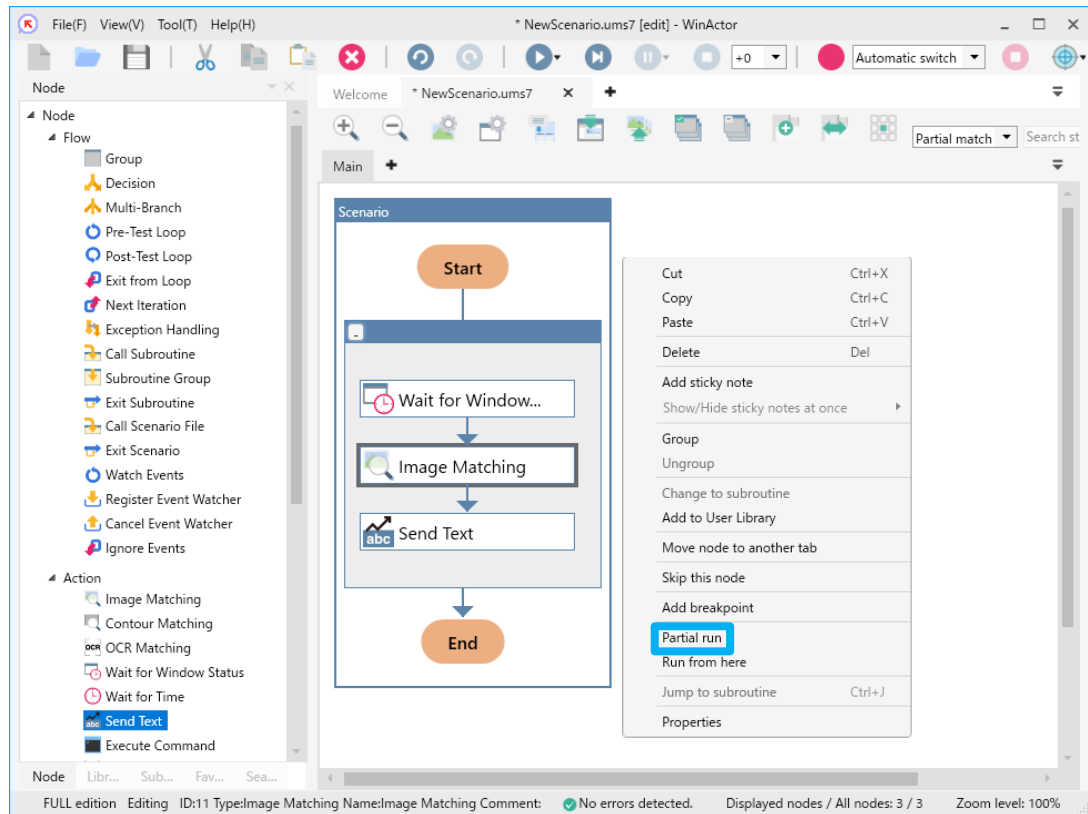 File(F) View(V) Tool(T) Help(H) * NewScenario.ums7 [edit] - WinActor
+0 Automatic switch
Node
Welcome * NewScenario.ums7
Partial match Search st
Main
Node
Flow
Group
Decision
Multi-Branch
Pre-Test Loop
Post-Test Loop
Exit from Loop
Next Iteration
Exception Handling
Call Subroutine
Subroutine Group
Exit Subroutine
Call Scenario File
Exit Scenario
Watch Events
Register Event Watcher
Cancel Event Watcher
Ignore Events
Action
Image Matching
Contour Matching
OCR OCR Matching
Wait for Window Status
Wait for Time
abc Send Text
Execute Command
Node Libr... Sub... Fav... Sea...
Scenario
Start
-
Wait for Window...
Image Matching
abc Send Text
End
Cut Ctrl+X
Copy Ctrl+C
Paste Ctrl+V
Delete Del
Add sticky note
Show/Hide sticky notes at once
Group
Ungroup
Change to subroutine
Add to User Library
Move node to another tab
Skip this node
Add breakpoint
Partial run
Run from here
Jump to subroutine Ctrl+J
Properties
FULL edition Editing ID:11 Type:Image Matching Name:Image Matching Comment: No errors detected. Displayed nodes / All nodes: 3 / 3 Zoom level: 100%